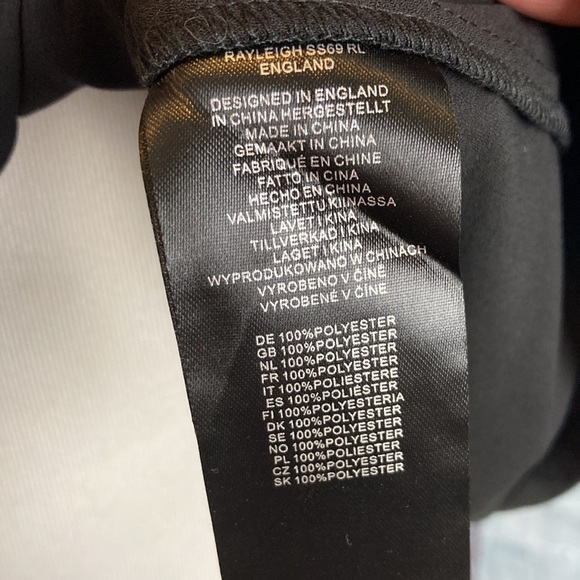 RAYLEIGH SS69 RL
ENGLAND
DESIGNED IN ENGLAND
IN CHINA HERGESTELLT
MADE IN CHINA
GEMAAKT IN CHINA
FABRIQUÉ EN CHINE
FATTO IN CINA
HECHO EN CHINA
VALMISTETTU KIINASSA
LAVET I KINA
TILLVERKAD I KINA
LAGET I KINA
WYPRODUKOWANO W CHINACH
VYROBENO V ČÍNĚ
VYROBENÉ V ČÍNE
DE 100%POLYESTER
GB 100%POLYESTER
NL 100%POLYESTER
FR 100%POLYESTER
IT 100%POLIESTERE
ES 100%POLIÉSTER
FI 100%POLYESTERIA
DK 100%POLYESTER
SE 100%POLYESTER
NO 100%POLYESTER
PL 100%POLYESTER
CZ 100%POLYESTER
SK 100%POLYESTER